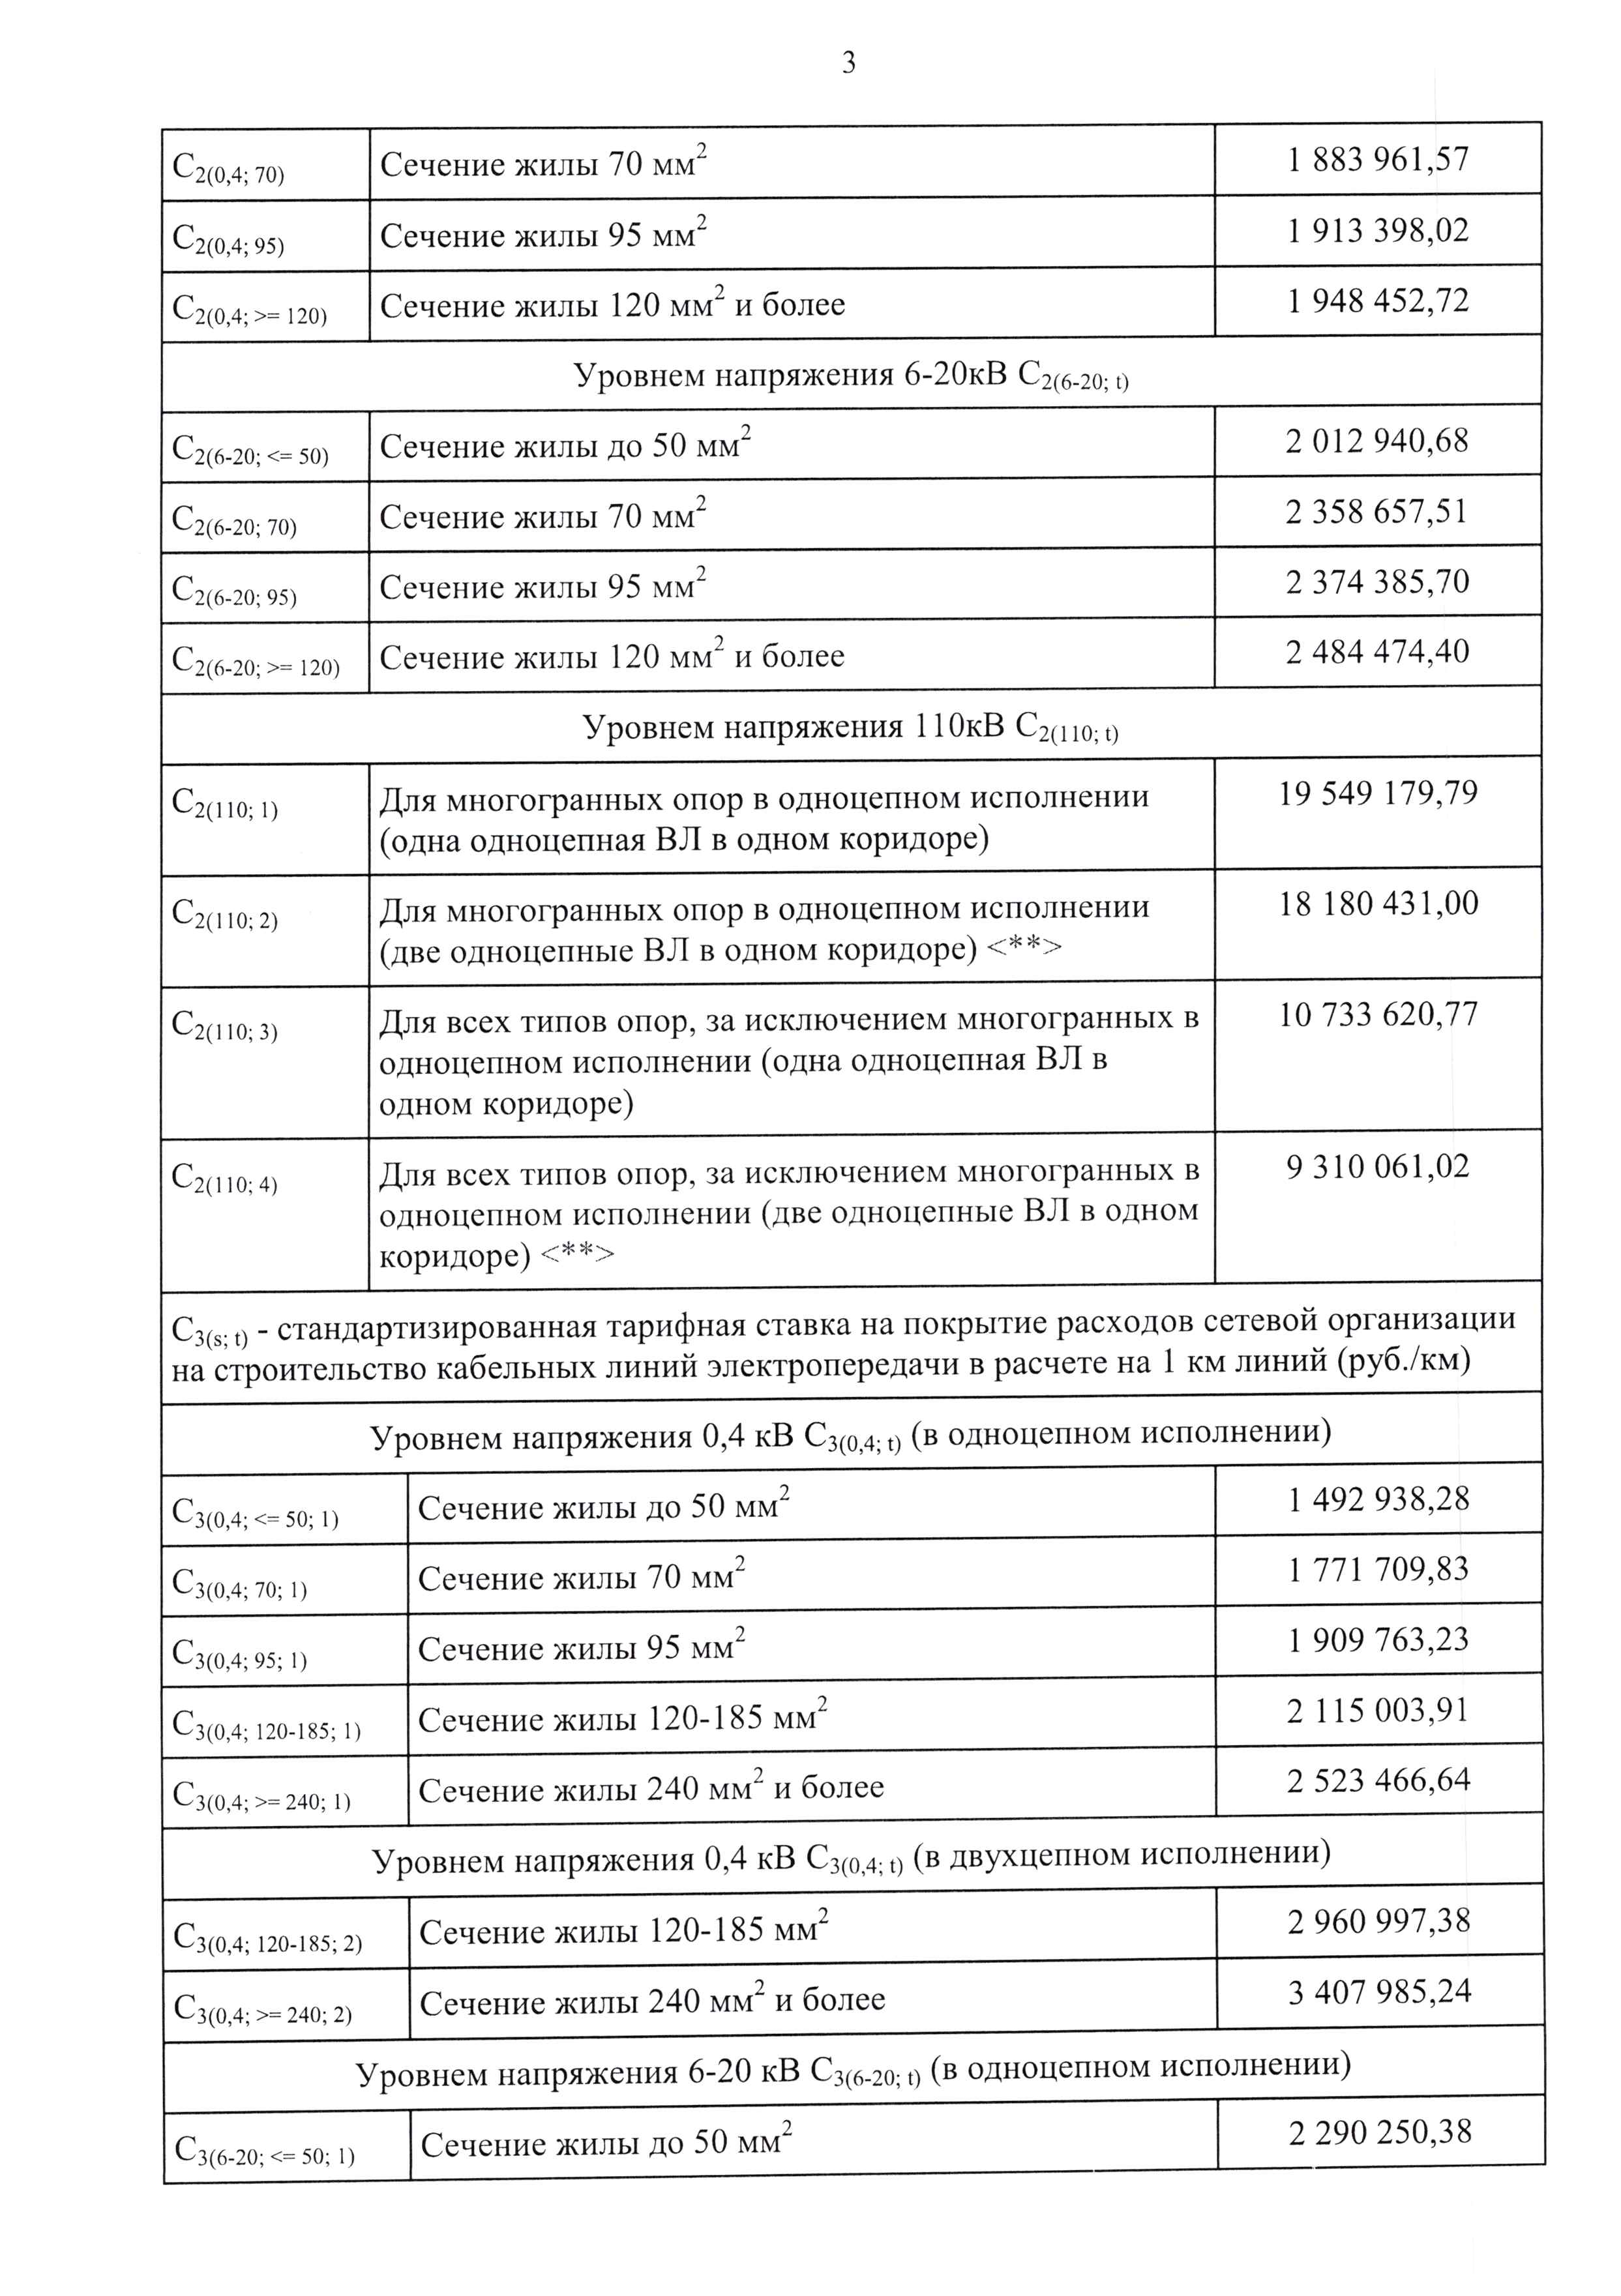 3
C2(0,4; 70) Сечение жилы 70 мм² 1 883 961,57
C2(0,4; 95) Сечение жилы 95 мм² 1 913 398,02
C2(0,4; >= 120) Сечение жилы 120 мм² и более 1 948 452,72
Уровнем напряжения 6-20кВ C2(6-20; t)
C2(6-20; <= 50) Сечение жилы до 50 мм² 2 012 940,68
C2(6-20; 70) Сечение жилы 70 мм² 2 358 657,51
C2(6-20; 95) Сечение жилы 95 мм² 2 374 385,70
C2(6-20; >= 120) Сечение жилы 120 мм² и более 2 484 474,40
Уровнем напряжения 110кВ C2(110; t)
C2(110; 1) Для многогранных опор в одноцепном исполнении 19 549 179,79
(одна одноцепная ВЛ в одном коридоре)
C2(110; 2) Для многогранных опор в одноцепном исполнении 18 180 431,00
(две одноцепные ВЛ в одном коридоре) <**>
C2(110; 3) Для всех типов опор, за исключением многогранных в 10 733 620,77
одноцепном исполнении (одна одноцепная ВЛ в
одном коридоре)
C2(110; 4) Для всех типов опор, за исключением многогранных в 9 310 061,02
одноцепном исполнении (две одноцепные ВЛ в одном
коридоре) <**>
C3(s; t) - стандартизированная тарифная ставка на покрытие расходов сетевой организации
на строительство кабельных линий электропередачи в расчете на 1 км линий (руб./км)
Уровнем напряжения 0,4 кВ C3(0,4; t) (в одноцепном исполнении)
C3(0,4; <= 50; 1) Сечение жилы до 50 мм² 1 492 938,28
C3(0,4; 70; 1) Сечение жилы 70 мм² 1 771 709,83
C3(0,4; 95; 1) Сечение жилы 95 мм² 1 909 763,23
C3(0,4; 120-185; 1) Сечение жилы 120-185 мм² 2 115 003,91
C3(0,4; >= 240; 1) Сечение жилы 240 мм² и более 2 523 466,64
Уровнем напряжения 0,4 кВ C3(0,4; t) (в двухцепном исполнении)
C3(0,4; 120-185; 2) Сечение жилы 120-185 мм² 2 960 997,38
C3(0,4; >= 240; 2) Сечение жилы 240 мм² и более 3 407 985,24
Уровнем напряжения 6-20 кВ C3(6-20; t) (в одноцепном исполнении)
C3(6-20; <= 50; 1) Сечение жилы до 50 мм² 2 290 250,38